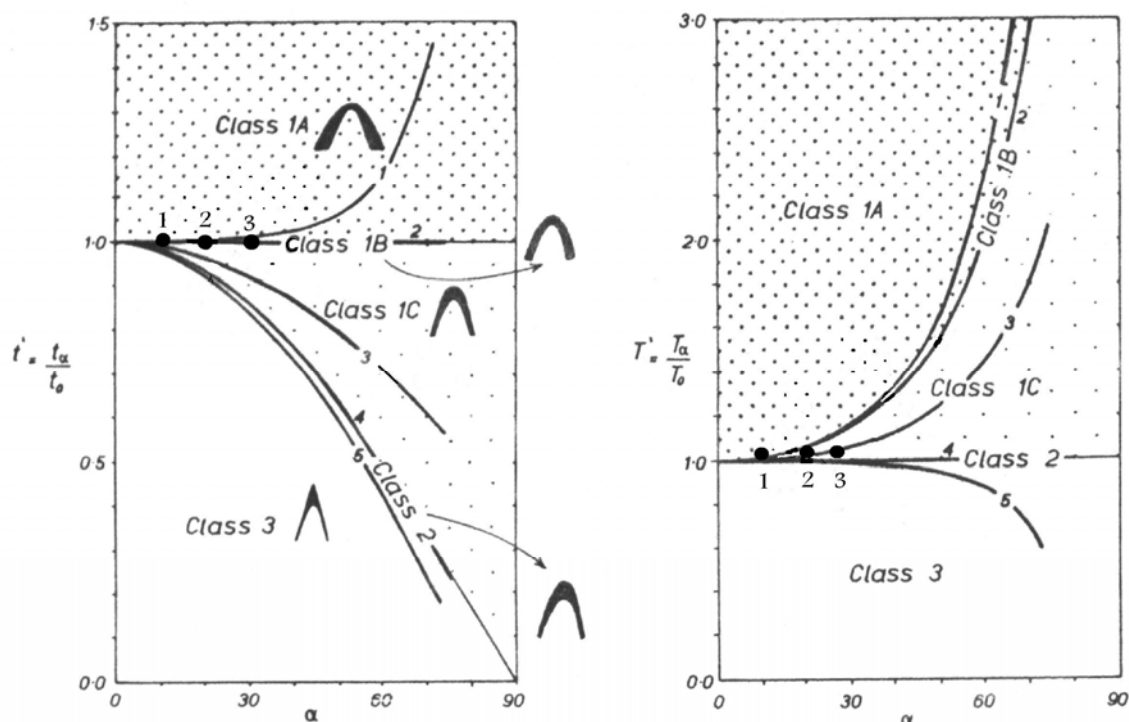 1·5
Class 1A
1
1 2 3
1·0
Class 1B 2
Class 1C
3
t' = tα/t₀
4
5
0·5
Class 2
Class 3
0·0
0 30 60 90
α
3·0
1
2
Class 1B
Class 1A
2·0
3
T' = Tα/T₀
Class 1C
4
Class 2
1·0
1 2 3
5
Class 3
0·0
0 30 60 90
α